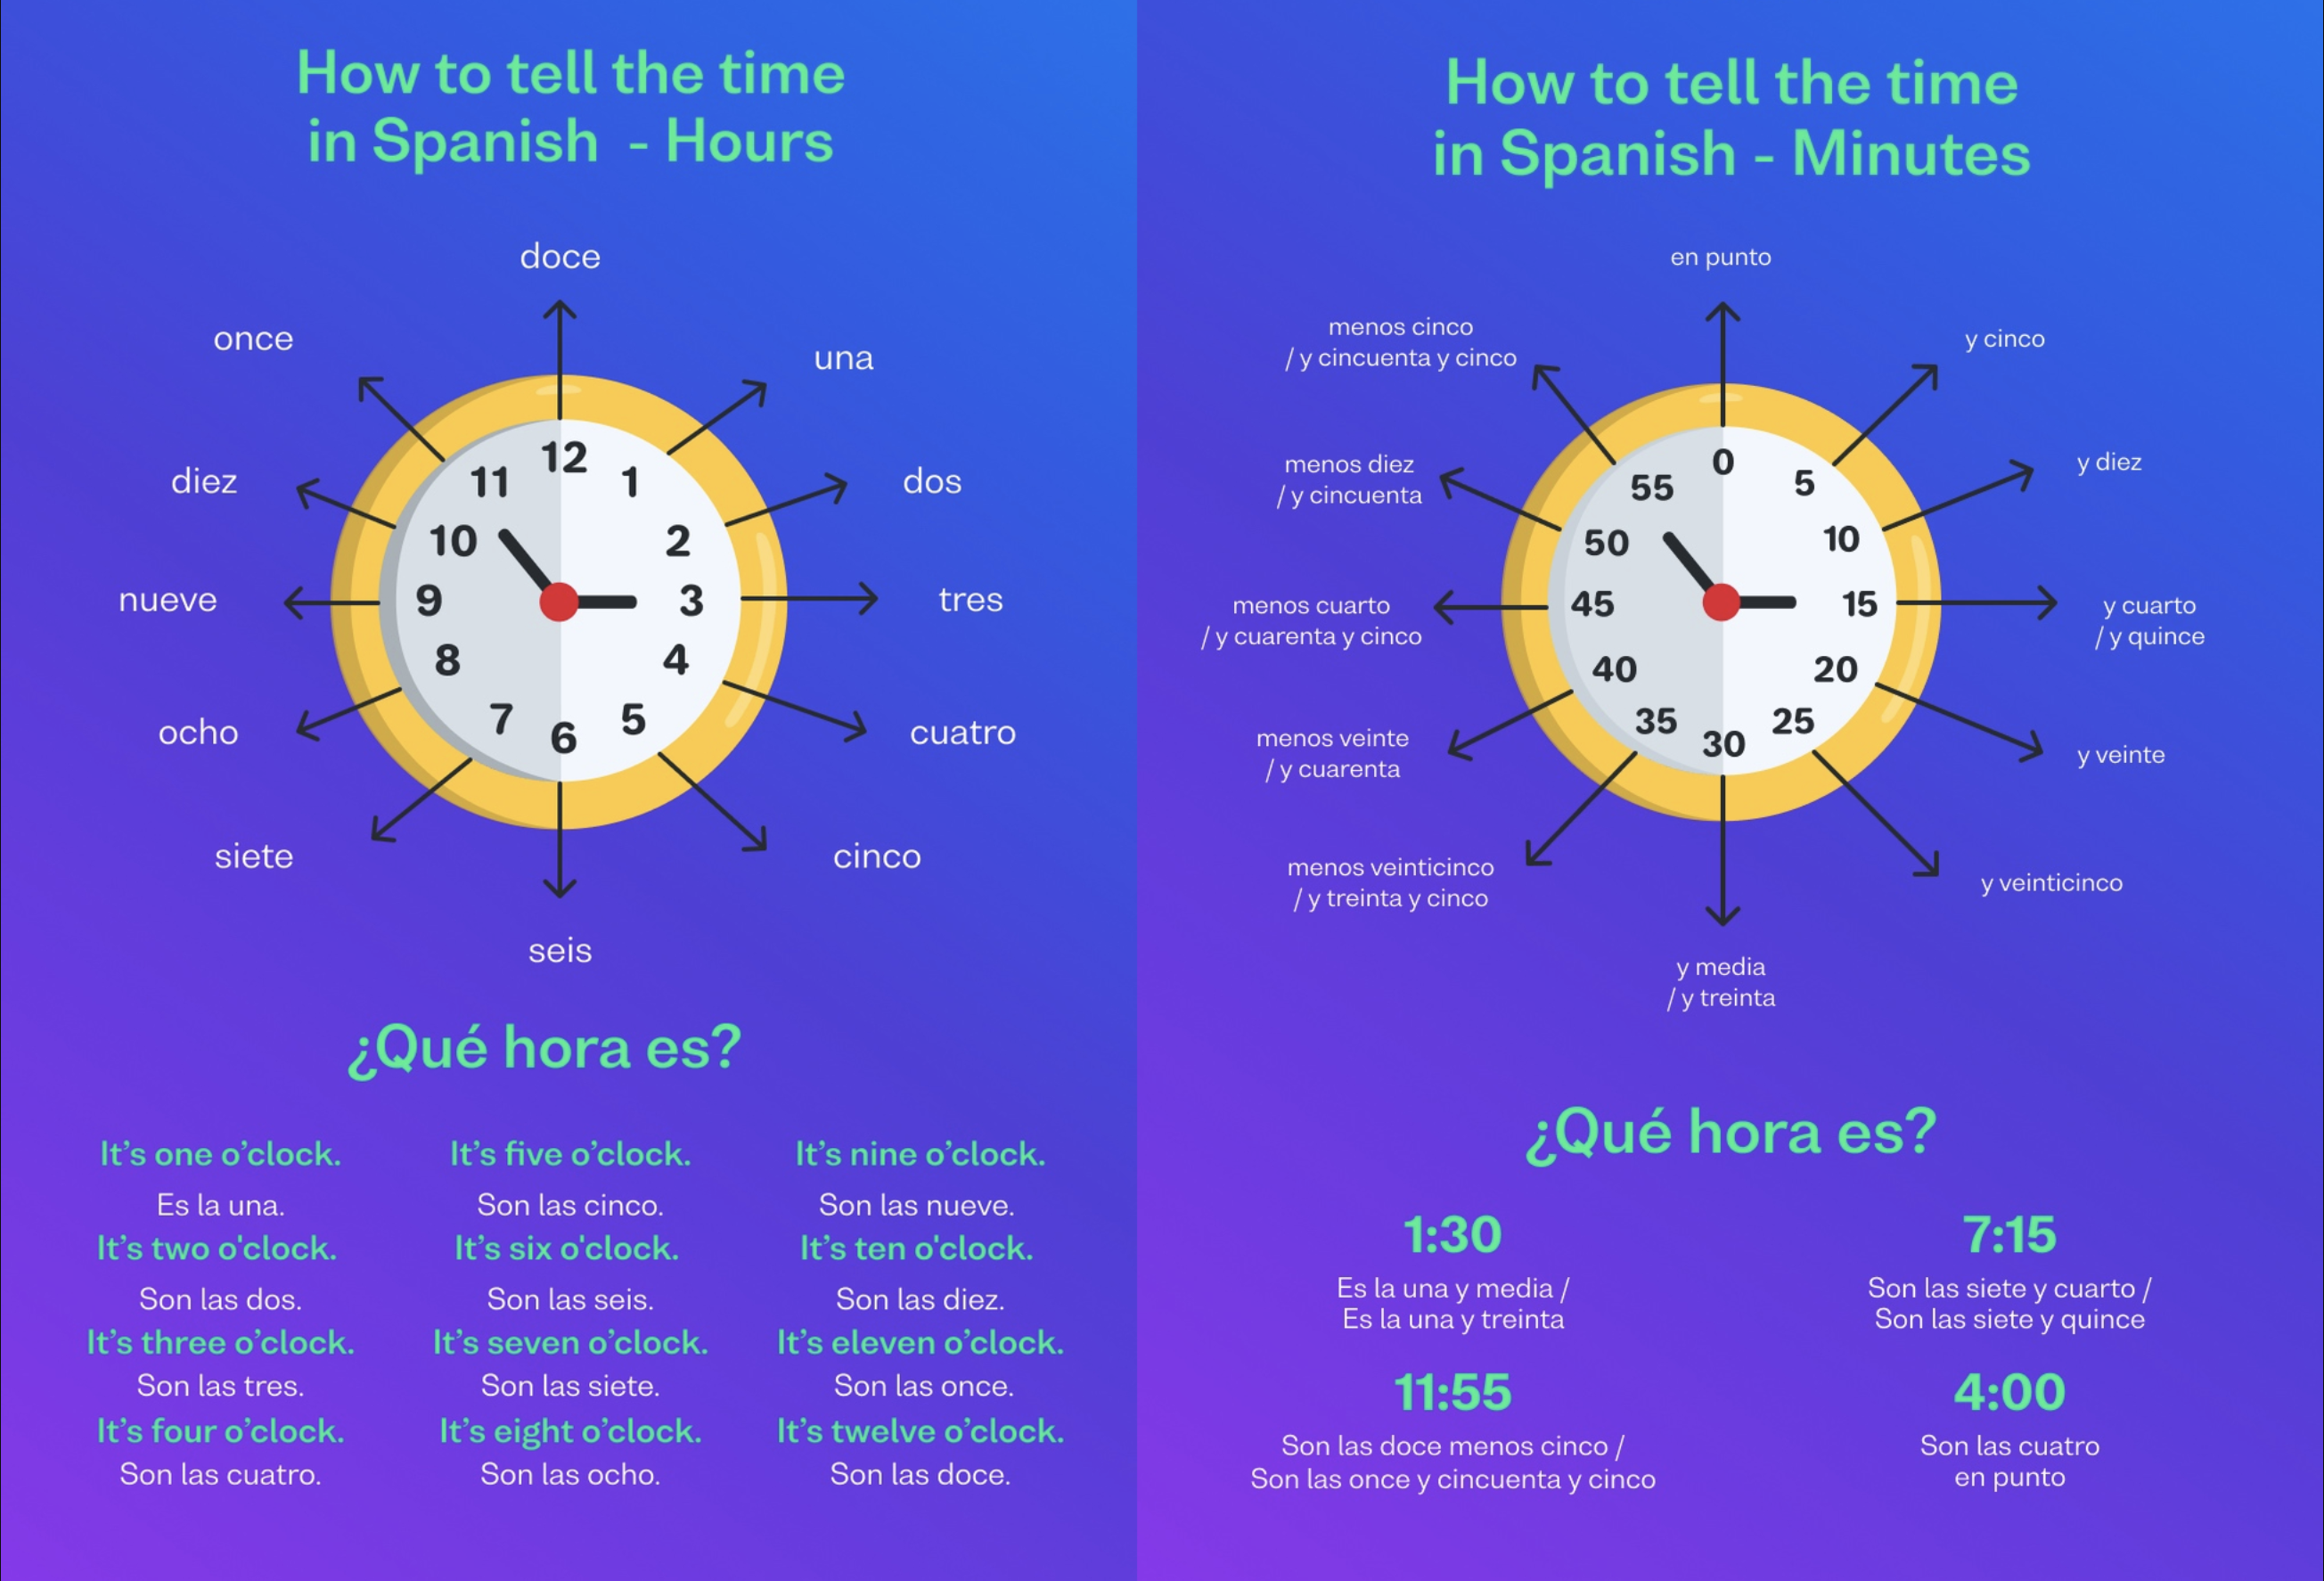 How to tell the time
in Spanish - Hours
doce
once
una
diez
dos
nueve
tres
ocho
cuatro
siete
cinco
seis
12
11
1
10
2
9
3
8
4
7
5
6
¿Qué hora es?
It's one o'clock.
Es la una.
It's two o'clock.
Son las dos.
It's three o'clock.
Son las tres.
It's four o'clock.
Son las cuatro.
It's five o'clock.
Son las cinco.
It's six o'clock.
Son las seis.
It's seven o'clock.
Son las siete.
It's eight o'clock.
Son las ocho.
It's nine o'clock.
Son las nueve.
It's ten o'clock.
Son las diez.
It's eleven o'clock.
Son las once.
It's twelve o'clock.
Son las doce.
How to tell the time
in Spanish - Minutes
en punto
menos cinco
/ y cincuenta y cinco
y cinco
menos diez
/ y cincuenta
y diez
menos cuarto
/ y cuarenta y cinco
y cuarto
/ y quince
menos veinte
/ y cuarenta
y veinte
menos veinticinco
/ y treinta y cinco
y veinticinco
y media
/ y treinta
0
55
5
50
10
45
15
40
20
35
25
30
¿Qué hora es?
1:30
Es la una y media /
Es la una y treinta
7:15
Son las siete y cuarto /
Son las siete y quince
11:55
Son las doce menos cinco /
Son las once y cincuenta y cinco
4:00
Son las cuatro
en punto